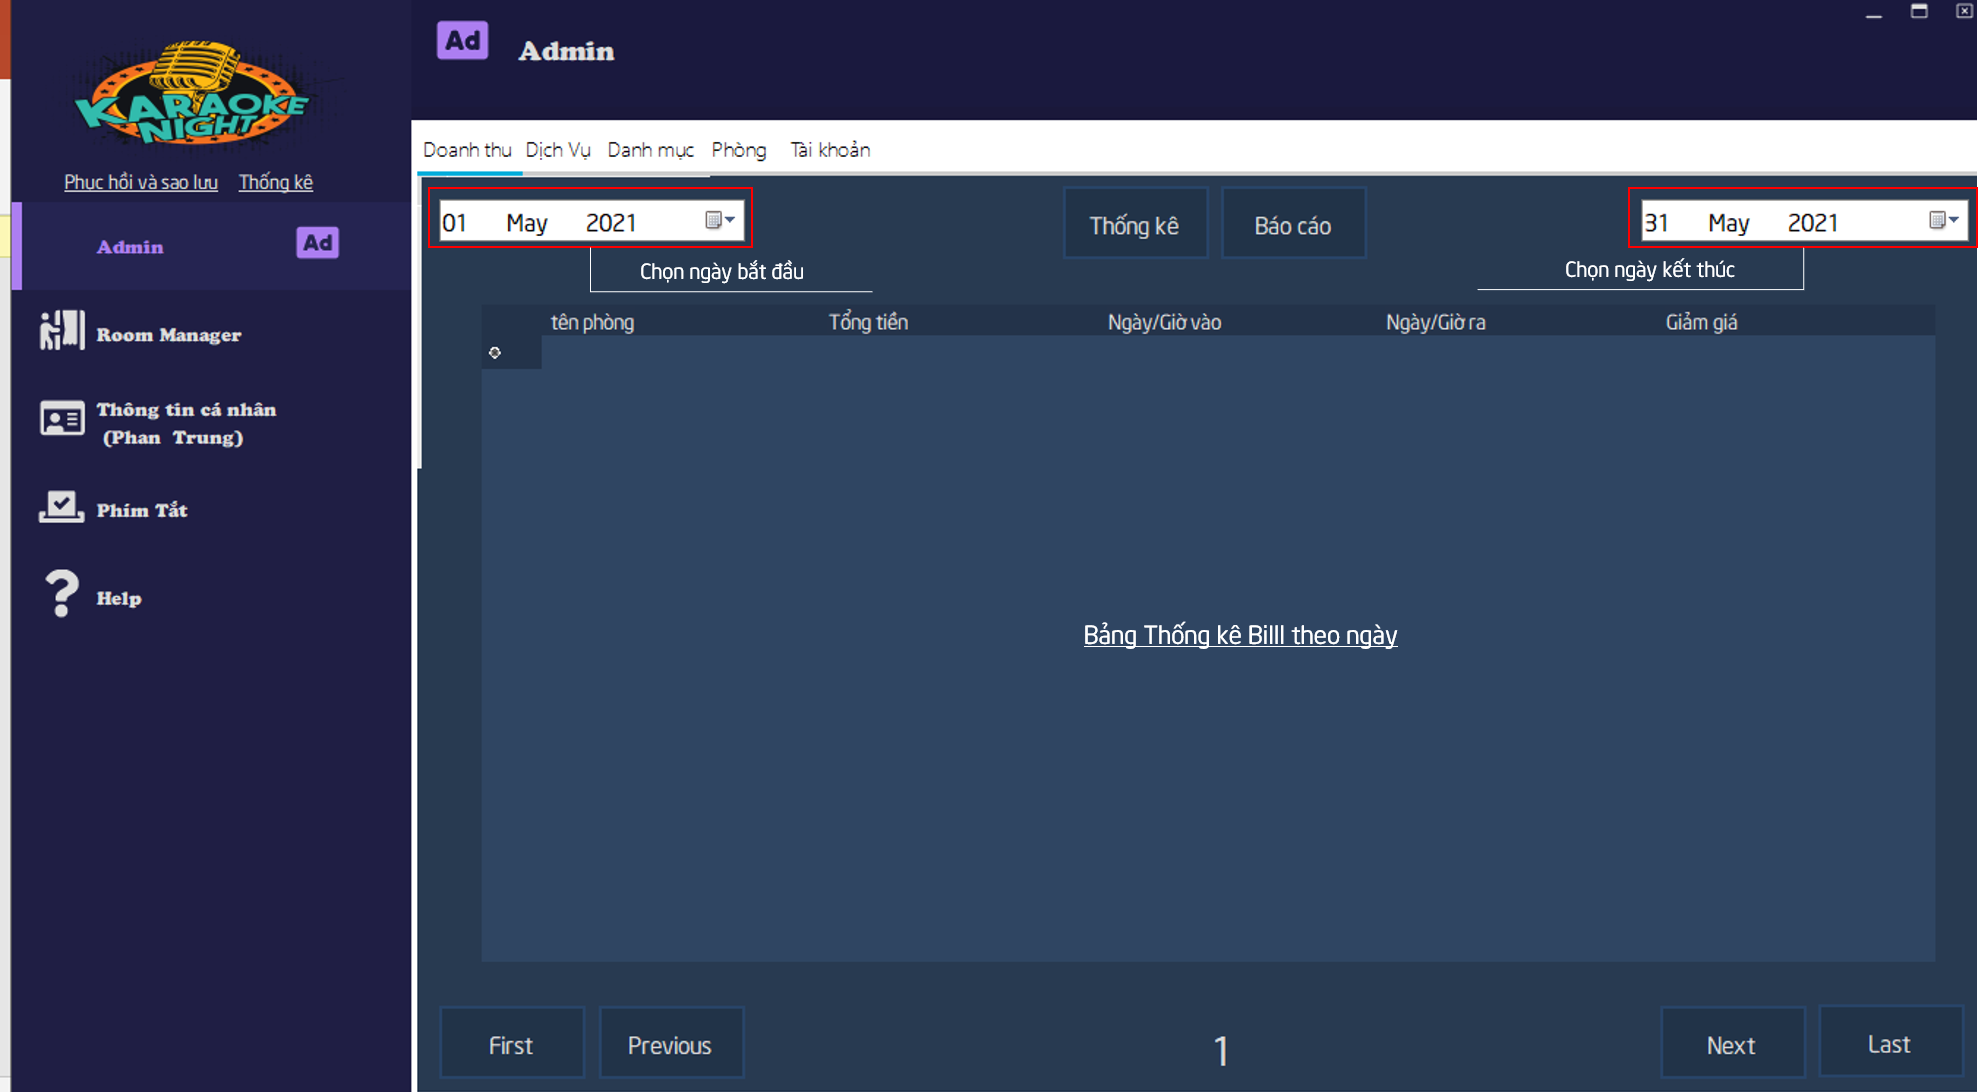 KARAOKE
NIGHT
Phục hồi và sao lưu Thống kê
Admin Ad
Room Manager
Thông tin cá nhân
(Phan Trung)
Phím Tắt
Help
Ad Admin
Doanh thu Dịch Vụ Danh mục Phòng Tài khoản
01 May 2021
Thống kê Báo cáo
31 May 2021
Chọn ngày bắt đầu
Chọn ngày kết thúc
tên phòng Tổng tiền Ngày/Giờ vào Ngày/Giờ ra Giảm giá
Bảng Thống kê Billl theo ngày
First Previous 1 Next Last